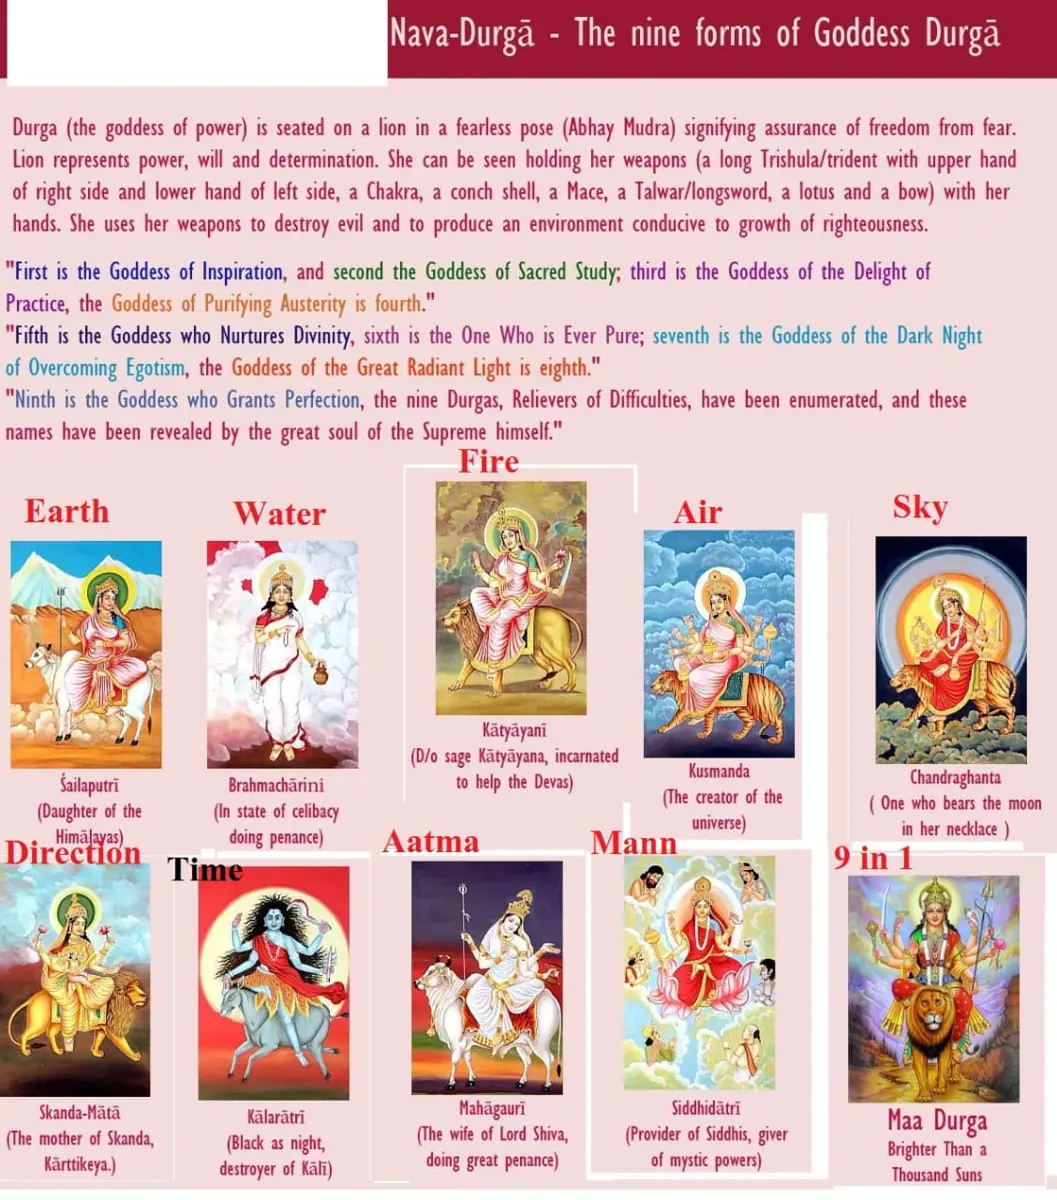 Nava-Durgā - The nine forms of Goddess Durgā
Durga (the goddess of power) is seated on a lion in a fearless pose (Abhay Mudra) signifying assurance of freedom from fear.
Lion represents power, will and determination. She can be seen holding her weapons (a long Trishula/trident with upper hand
of right side and lower hand of left side, a Chakra, a conch shell, a Mace, a Talwar/longsword, a lotus and a bow) with her
hands. She uses her weapons to destroy evil and to produce an environment conducive to growth of righteousness.
"First is the Goddess of Inspiration, and second the Goddess of Sacred Study; third is the Goddess of the Delight of
Practice, the Goddess of Purifying Austerity is fourth."
"Fifth is the Goddess who Nurtures Divinity, sixth is the One Who is Ever Pure; seventh is the Goddess of the Dark Night
of Overcoming Egotism, the Goddess of the Great Radiant Light is eighth."
"Ninth is the Goddess who Grants Perfection, the nine Durgas, Relievers of Difficulties, have been enumerated, and these
names have been revealed by the great soul of the Supreme himself."
Earth
Śailaputrī
(Daughter of the
Himālayas)
Water
Brahmachārinī
(In state of celibacy
doing penance)
Fire
Kātyāyanī
(D/o sage Kātyāyana, incarnated
to help the Devas)
Air
Kusmanda
(The creator of the
universe)
Sky
Chandraghanta
( One who bears the moon
in her necklace )
Direction
Skanda-Mātā
(The mother of Skanda,
Kārttikeya.)
Time
Kālarātrī
(Black as night,
destroyer of Kālī)
Aatma
Mahāgaurī
(The wife of Lord Shiva,
doing great penance)
Mann
Siddhidātrī
(Provider of Siddhis, giver
of mystic powers)
9 in 1
Maa Durga
Brighter Than a
Thousand Suns